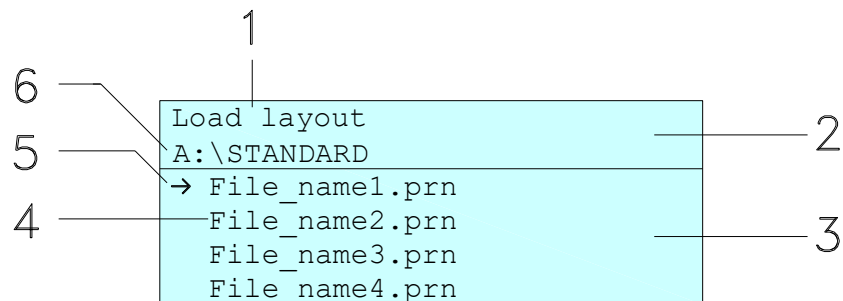 1
6
Load layout
2
A:\STANDARD
5
→ File_name1.prn
4
File_name2.prn
3
File_name3.prn
File_name4.prn